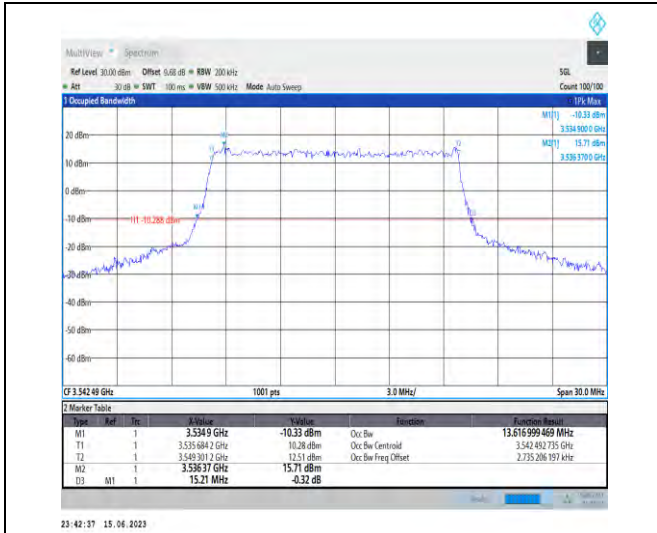 MultiView Spectrum
Ref Level 30.00 dBm Offset 0.68 dB RBW 200 kHz SGL
Att 30 dB SWT 100 ms VBW 500 kHz Mode Auto Sweep Count 100/100
1 Occupied Bandwidth 1Pk Max
M1[1] -10.33 dBm
3.534 900 0 GHz
M2[1] 15.71 dBm
3.536 370 0 GHz
20 dBm
10 dBm
0 dBm
-10 dBm
H1 -10.288 dBm
-20 dBm
-30 dBm
-40 dBm
-50 dBm
-60 dBm
M1
T1
M2
T2
D3
CF 3.542 49 GHz 1001 pts 3.0 MHz/ Span 30.0 MHz
2 Marker Table
Type Ref Trc X-Value Y-Value Function Function Result
M1 1 3.534 9 GHz -10.33 dBm Occ Bw 13.616 999 469 MHz
T1 1 3.535 684 2 GHz 10.28 dBm Occ Bw Centroid 3.542 492 735 GHz
T2 1 3.549 301 2 GHz 12.51 dBm Occ Bw Freq Offset 2.735 206 197 kHz
M2 1 3.536 37 GHz 15.71 dBm
D3 M1 1 15.21 MHz -0.32 dB
23:42:37 15.06.2023